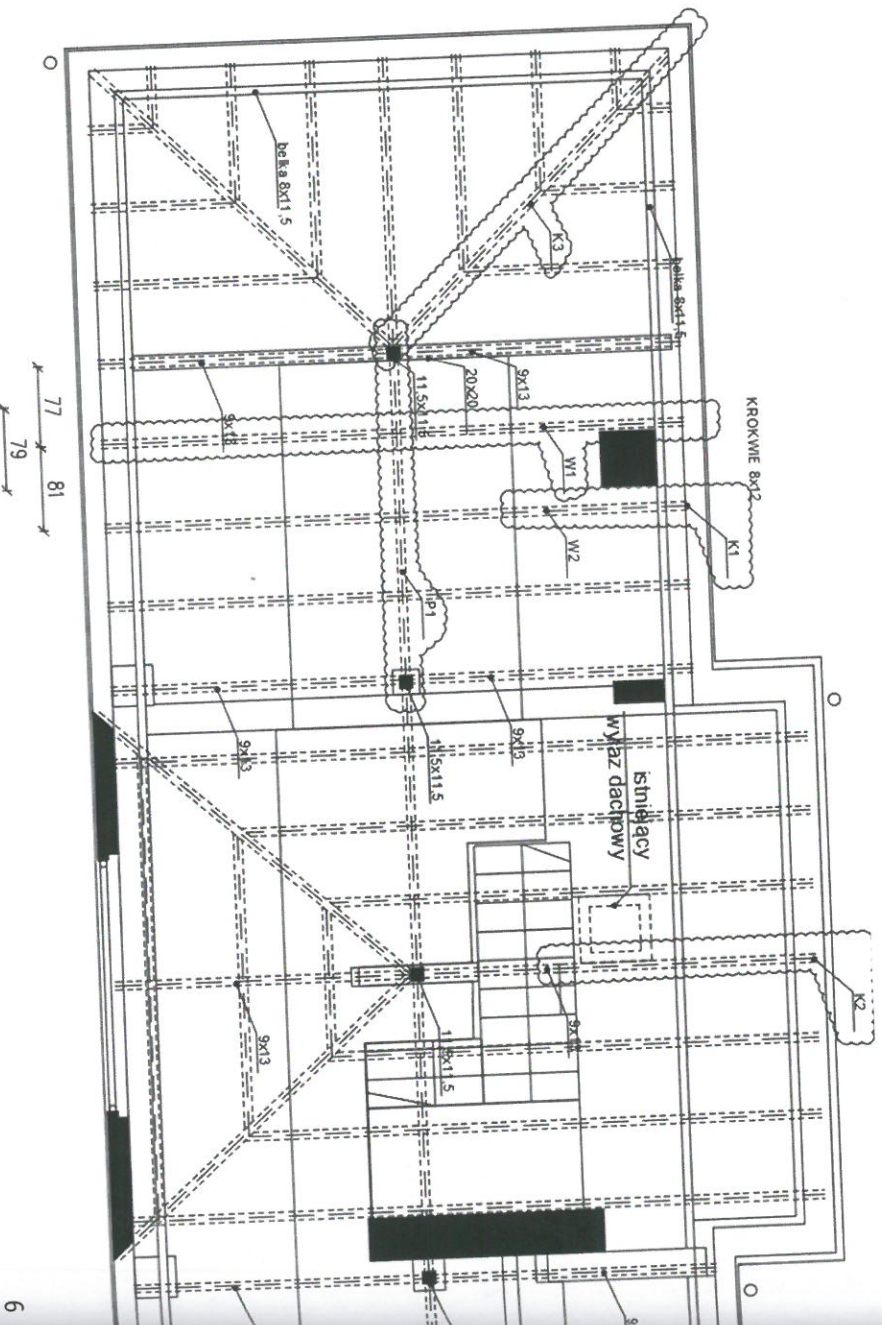 KROKWIE 8x12
belka 8x11,5
belka 8x11,5
K3
9x13
20x20
11,5x11,5
9x13
W1
W2
K1
P1
77
81
79
9x13
9x13
11,5x11,5
istniejący
wyłaz dachowy
K2
9x13
11,5x11,5
6